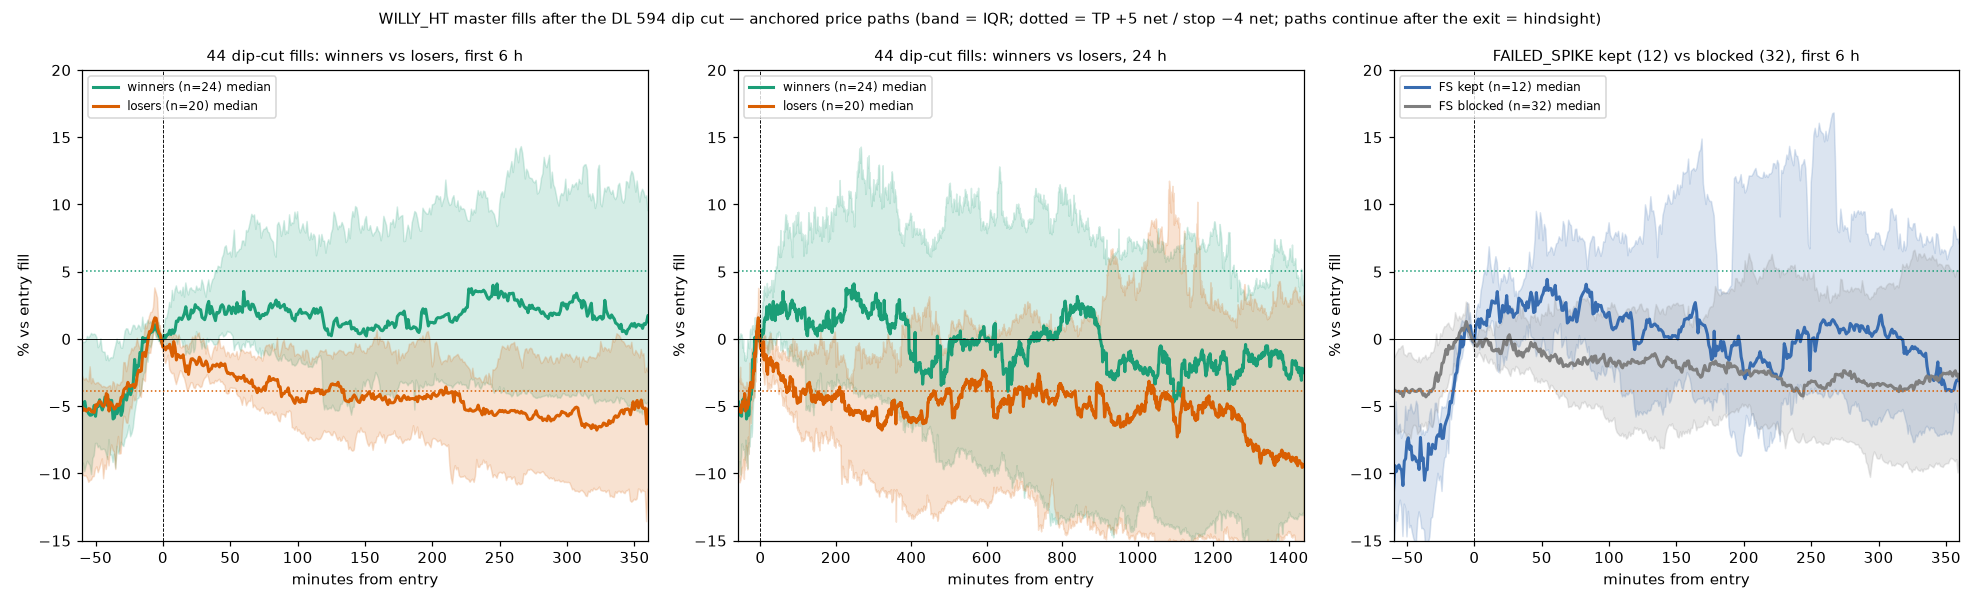 WILLY_HT master fills after the DL 594 dip cut — anchored price paths (band = IQR; dotted = TP +5 net / stop −4 net; paths continue after the exit = hindsight)
44 dip-cut fills: winners vs losers, first 6 h
winners (n=24) median
losers (n=20) median
% vs entry fill
20
15
10
5
0
−5
−10
−15
−50 0 50 100 150 200 250 300 350
minutes from entry
44 dip-cut fills: winners vs losers, 24 h
winners (n=24) median
losers (n=20) median
% vs entry fill
20
15
10
5
0
−5
−10
−15
0 200 400 600 800 1000 1200 1400
minutes from entry
FAILED_SPIKE kept (12) vs blocked (32), first 6 h
FS kept (n=12) median
FS blocked (n=32) median
% vs entry fill
20
15
10
5
0
−5
−10
−15
−50 0 50 100 150 200 250 300 350
minutes from entry